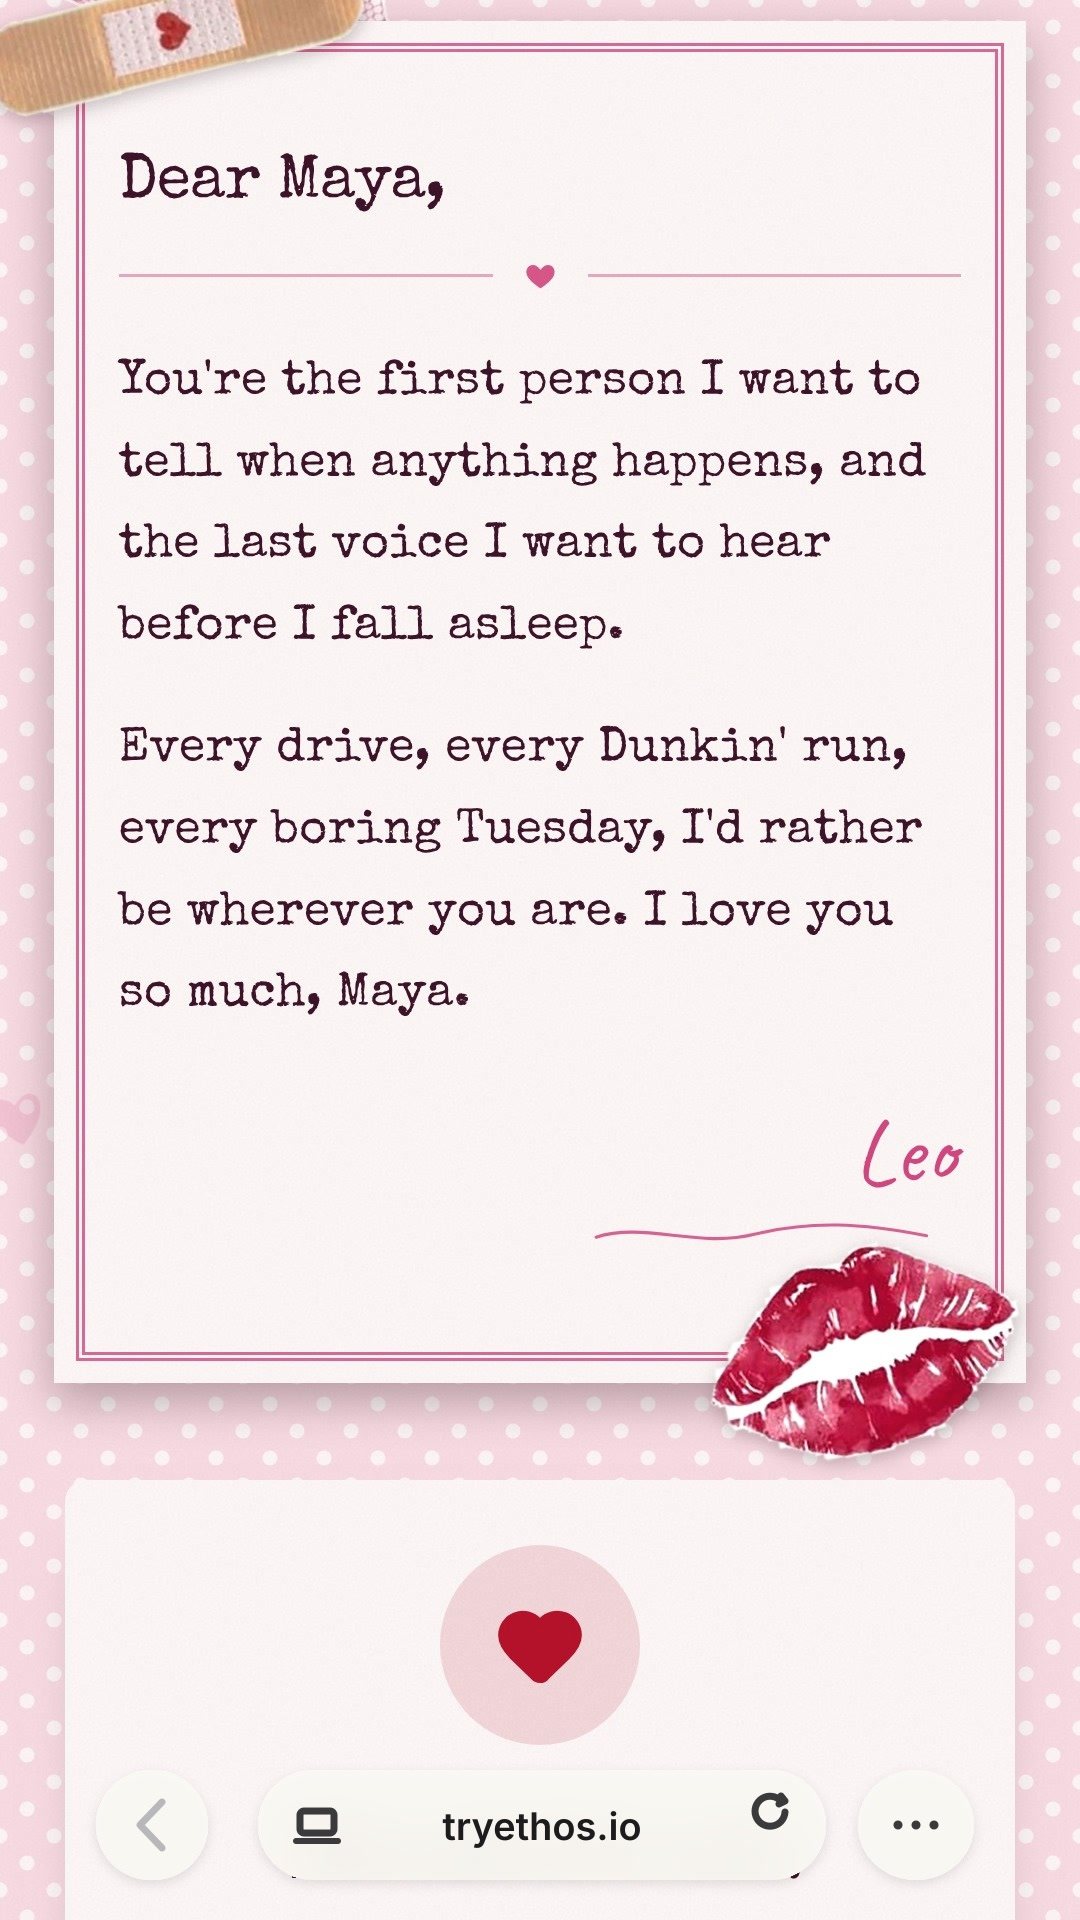 Dear Maya,
You're the first person I want to
tell when anything happens, and
the last voice I want to hear
before I fall asleep.
Every drive, every Dunkin' run,
every boring Tuesday, I'd rather
be wherever you are. I love you
so much, Maya.
Leo
tryethos.io